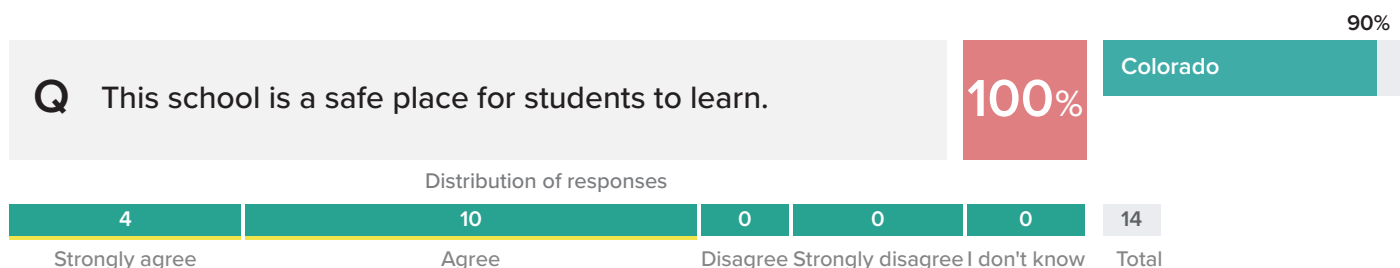 90%
Q This school is a safe place for students to learn.
100%
Colorado
Distribution of responses
4 10 0 0 0 14
Strongly agree Agree Disagree Strongly disagree I don't know Total